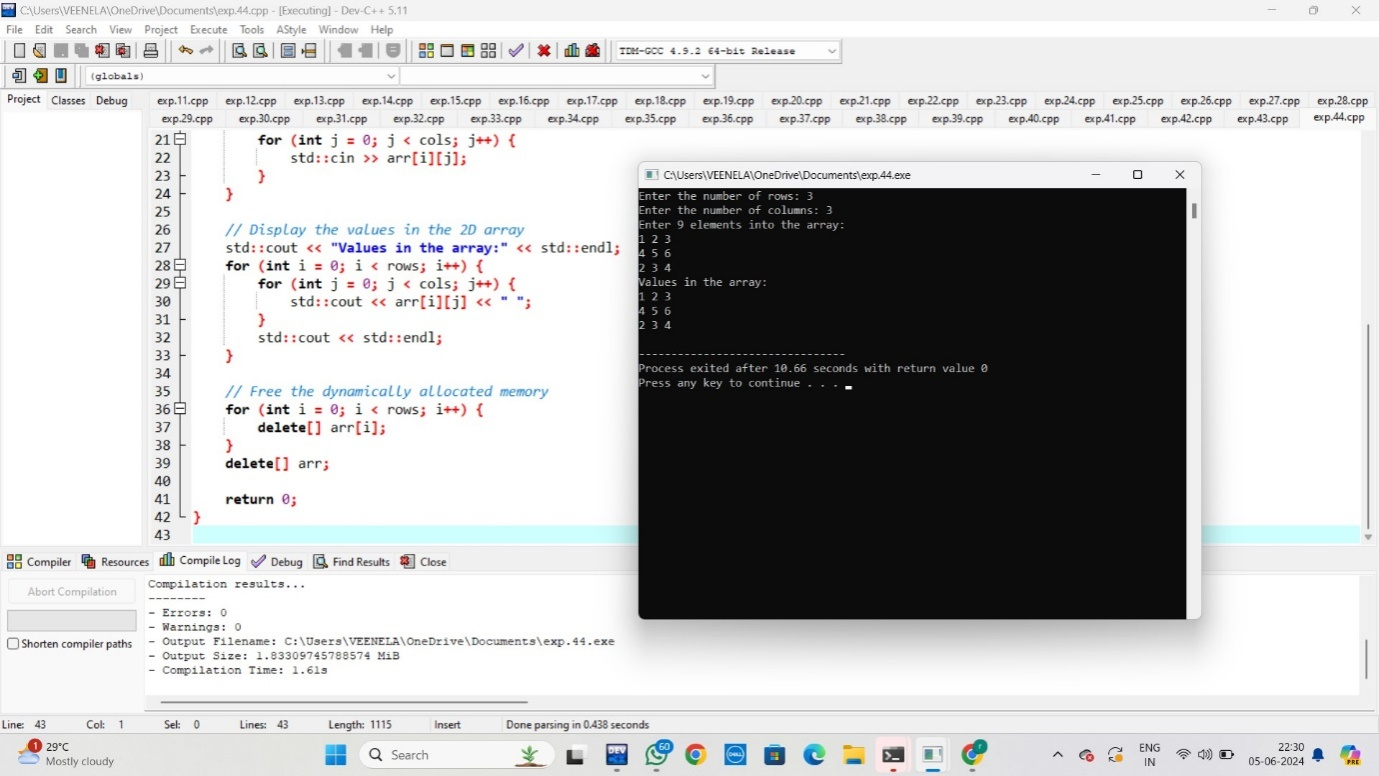 C:\Users\VEENELA\OneDrive\Documents\exp.44.cpp - [Executing] - Dev-C++ 5.11
File Edit Search View Project Execute Tools AStyle Window Help
TDM-GCC 4.9.2 64-bit Release
(globals)
Project Classes Debug
exp.11.cpp exp.12.cpp exp.13.cpp exp.14.cpp exp.15.cpp exp.16.cpp exp.17.cpp exp.18.cpp exp.19.cpp exp.20.cpp exp.21.cpp exp.22.cpp exp.23.cpp exp.24.cpp exp.25.cpp exp.26.cpp exp.27.cpp exp.28.cpp
exp.29.cpp exp.30.cpp exp.31.cpp exp.32.cpp exp.33.cpp exp.34.cpp exp.35.cpp exp.36.cpp exp.37.cpp exp.38.cpp exp.39.cpp exp.40.cpp exp.41.cpp exp.42.cpp exp.43.cpp exp.44.cpp
21 for (int j = 0; j < cols; j++) {
22 std::cin >> arr[i][j];
23 }
24 }
25
26 // Display the values in the 2D array
27 std::cout << "Values in the array:" << std::endl;
28 for (int i = 0; i < rows; i++) {
29 for (int j = 0; j < cols; j++) {
30 std::cout << arr[i][j] << " ";
31 }
32 std::cout << std::endl;
33 }
34
35 // Free the dynamically allocated memory
36 for (int i = 0; i < rows; i++) {
37 delete[] arr[i];
38 }
39 delete[] arr;
40
41 return 0;
42 }
43
C:\Users\VEENELA\OneDrive\Documents\exp.44.exe
Enter the number of rows: 3
Enter the number of columns: 3
Enter 9 elements into the array:
1 2 3
4 5 6
2 3 4
Values in the array:
1 2 3
4 5 6
2 3 4
--------------------------------
Process exited after 10.66 seconds with return value 0
Press any key to continue . . .
Compiler Resources Compile Log Debug Find Results Close
Abort Compilation
Shorten compiler paths
Compilation results...
--------
- Errors: 0
- Warnings: 0
- Output Filename: C:\Users\VEENELA\OneDrive\Documents\exp.44.exe
- Output Size: 1.83309745788574 MiB
- Compilation Time: 1.61s
Line: 43 Col: 1 Sel: 0 Lines: 43 Length: 1115 Insert Done parsing in 0.438 seconds
1
29°C
Mostly cloudy
Search
DEV
60
DELL
ENG
IN
22:30
05-06-2024
PRE